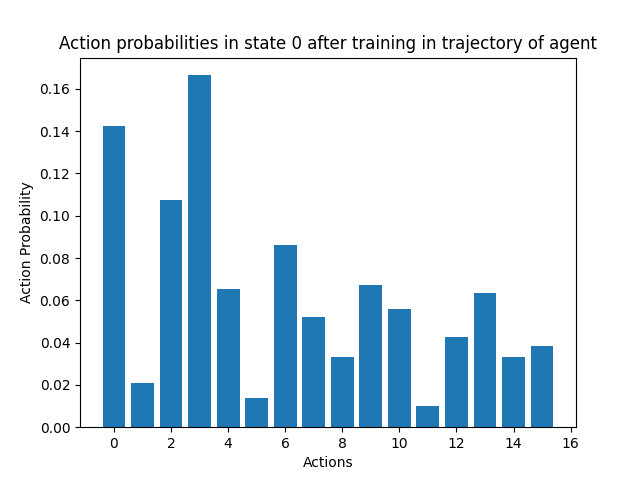 Action probabilities in state 0 after training in trajectory of agent
0.16
0.14
0.12
0.10
0.08
0.06
0.04
0.02
0.00
Action Probability
0 2 4 6 8 10 12 14 16
Actions